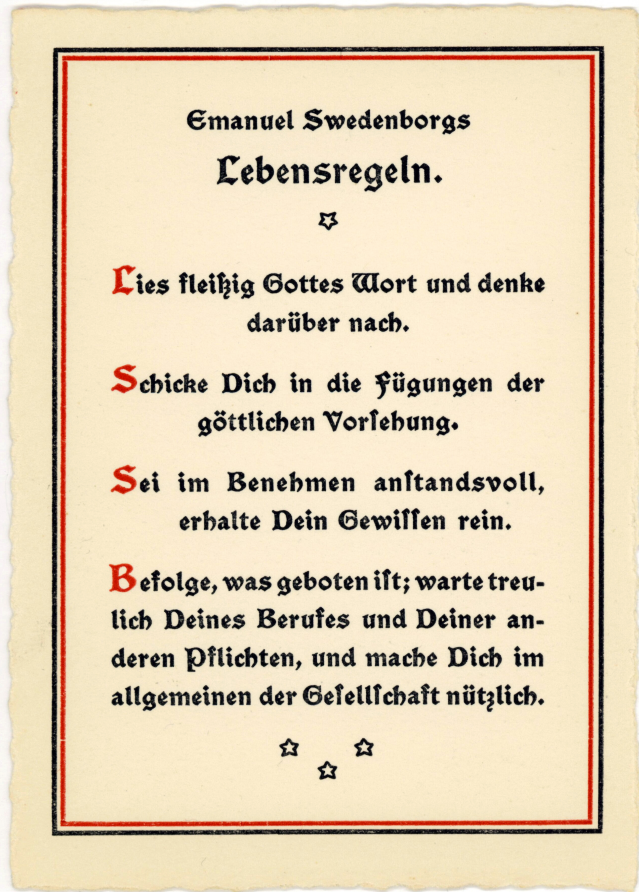 Emanuel Swedenborgs
Lebensregeln.
Lies fleißig Gottes Wort und denke
darüber nach.
Schicke Dich in die Fügungen der
göttlichen Vorsehung.
Sei im Benehmen anstandsvoll,
erhalte Dein Gewissen rein.
Befolge, was geboten ist; warte treu-
lich Deines Berufes und Deiner an-
deren Pflichten, und mache Dich im
allgemeinen der Gesellschaft nützlich.